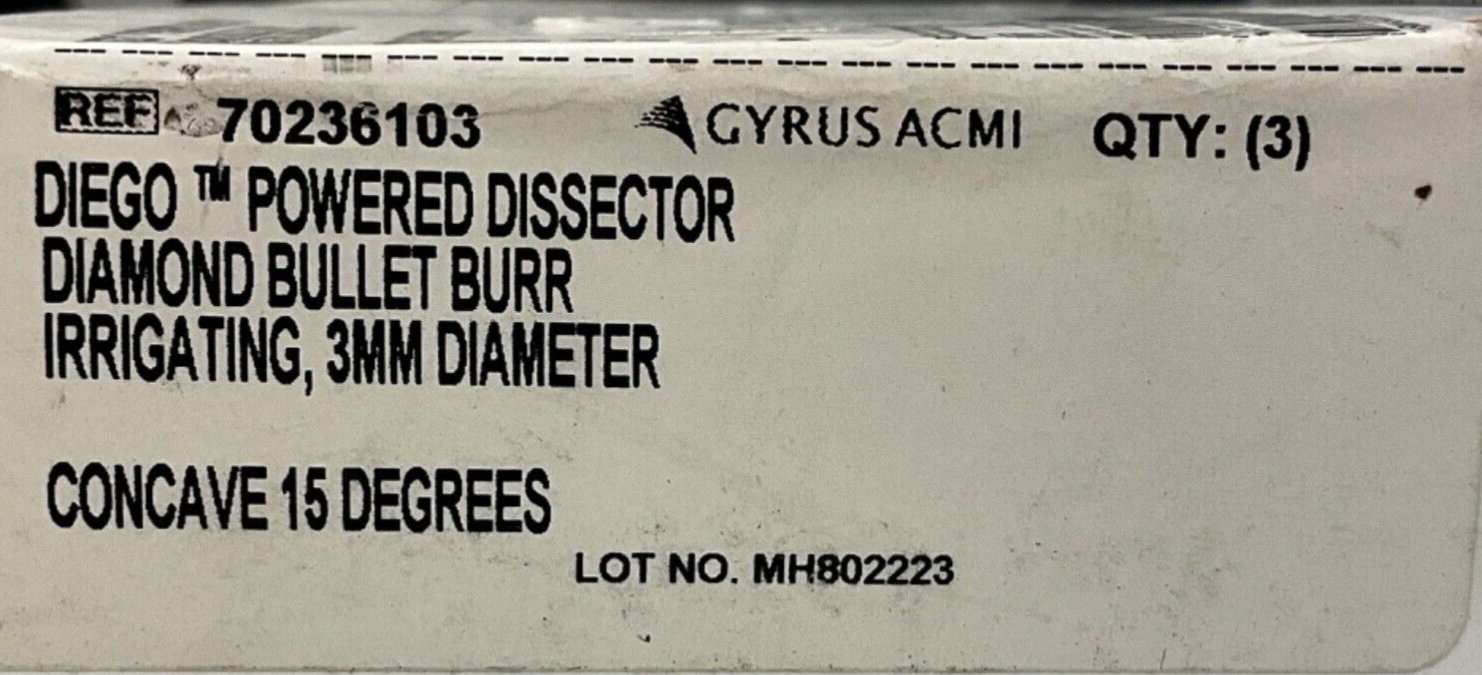 REF 70236103 GYRUS ACMI QTY: (3)
DIEGO ™ POWERED DISSECTOR
DIAMOND BULLET BURR
IRRIGATING, 3MM DIAMETER
CONCAVE 15 DEGREES
LOT NO. MH802223